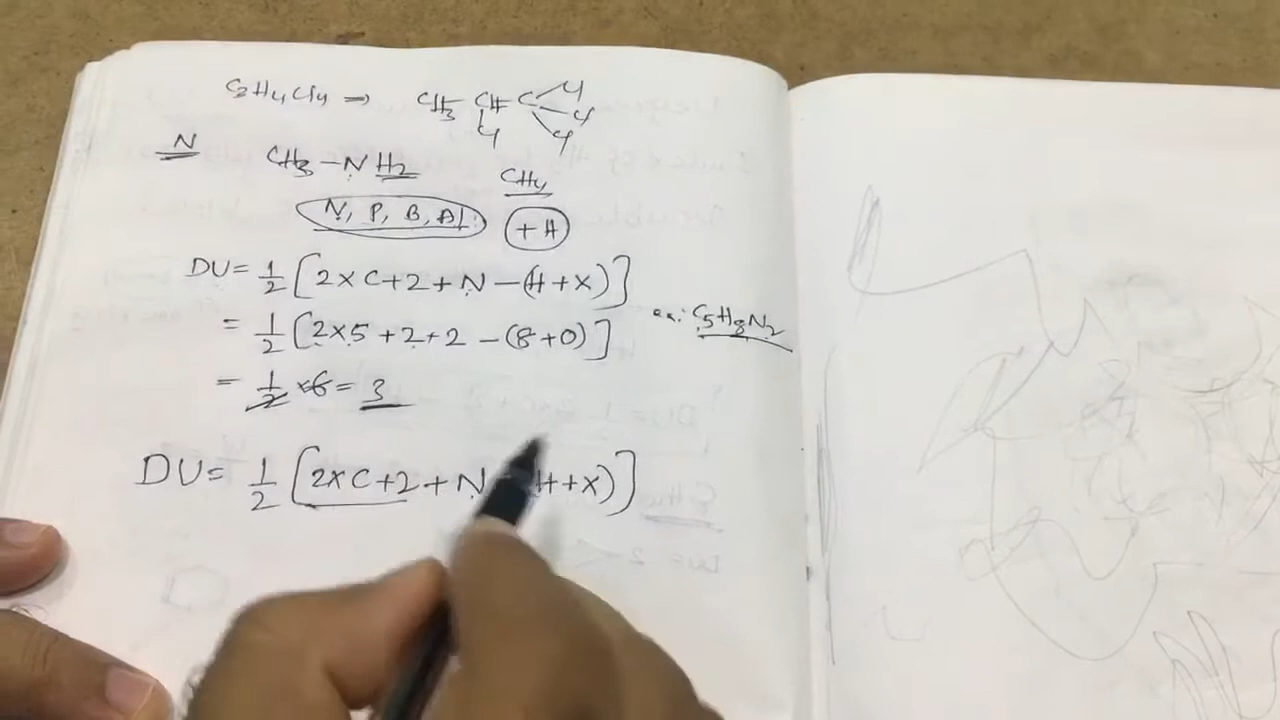 C3H4Cl4 ⇒ CH3 - CH - C
N CH3 - N H2 CH4
N, P, B, Al. +H
DU = 1/2 [2 x C + 2 + N - (H + X)]
= 1/2 [2 x 5 + 2 + 2 - (8 + 0)] ex: C5H8N2
= 1/2 x 6 = 3
DU = 1/2 [2 x C + 2 + N - (H + X)]